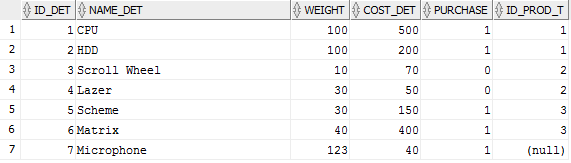 ID_DET NAME_DET WEIGHT COST_DET PURCHASE ID_PROD_T
1 1 CPU 100 500 1 1
2 2 HDD 100 200 1 1
3 3 Scroll Wheel 10 70 0 2
4 4 Lazer 30 50 0 2
5 5 Scheme 30 150 1 3
6 6 Matrix 40 400 1 3
7 7 Microphone 123 40 1 (null)